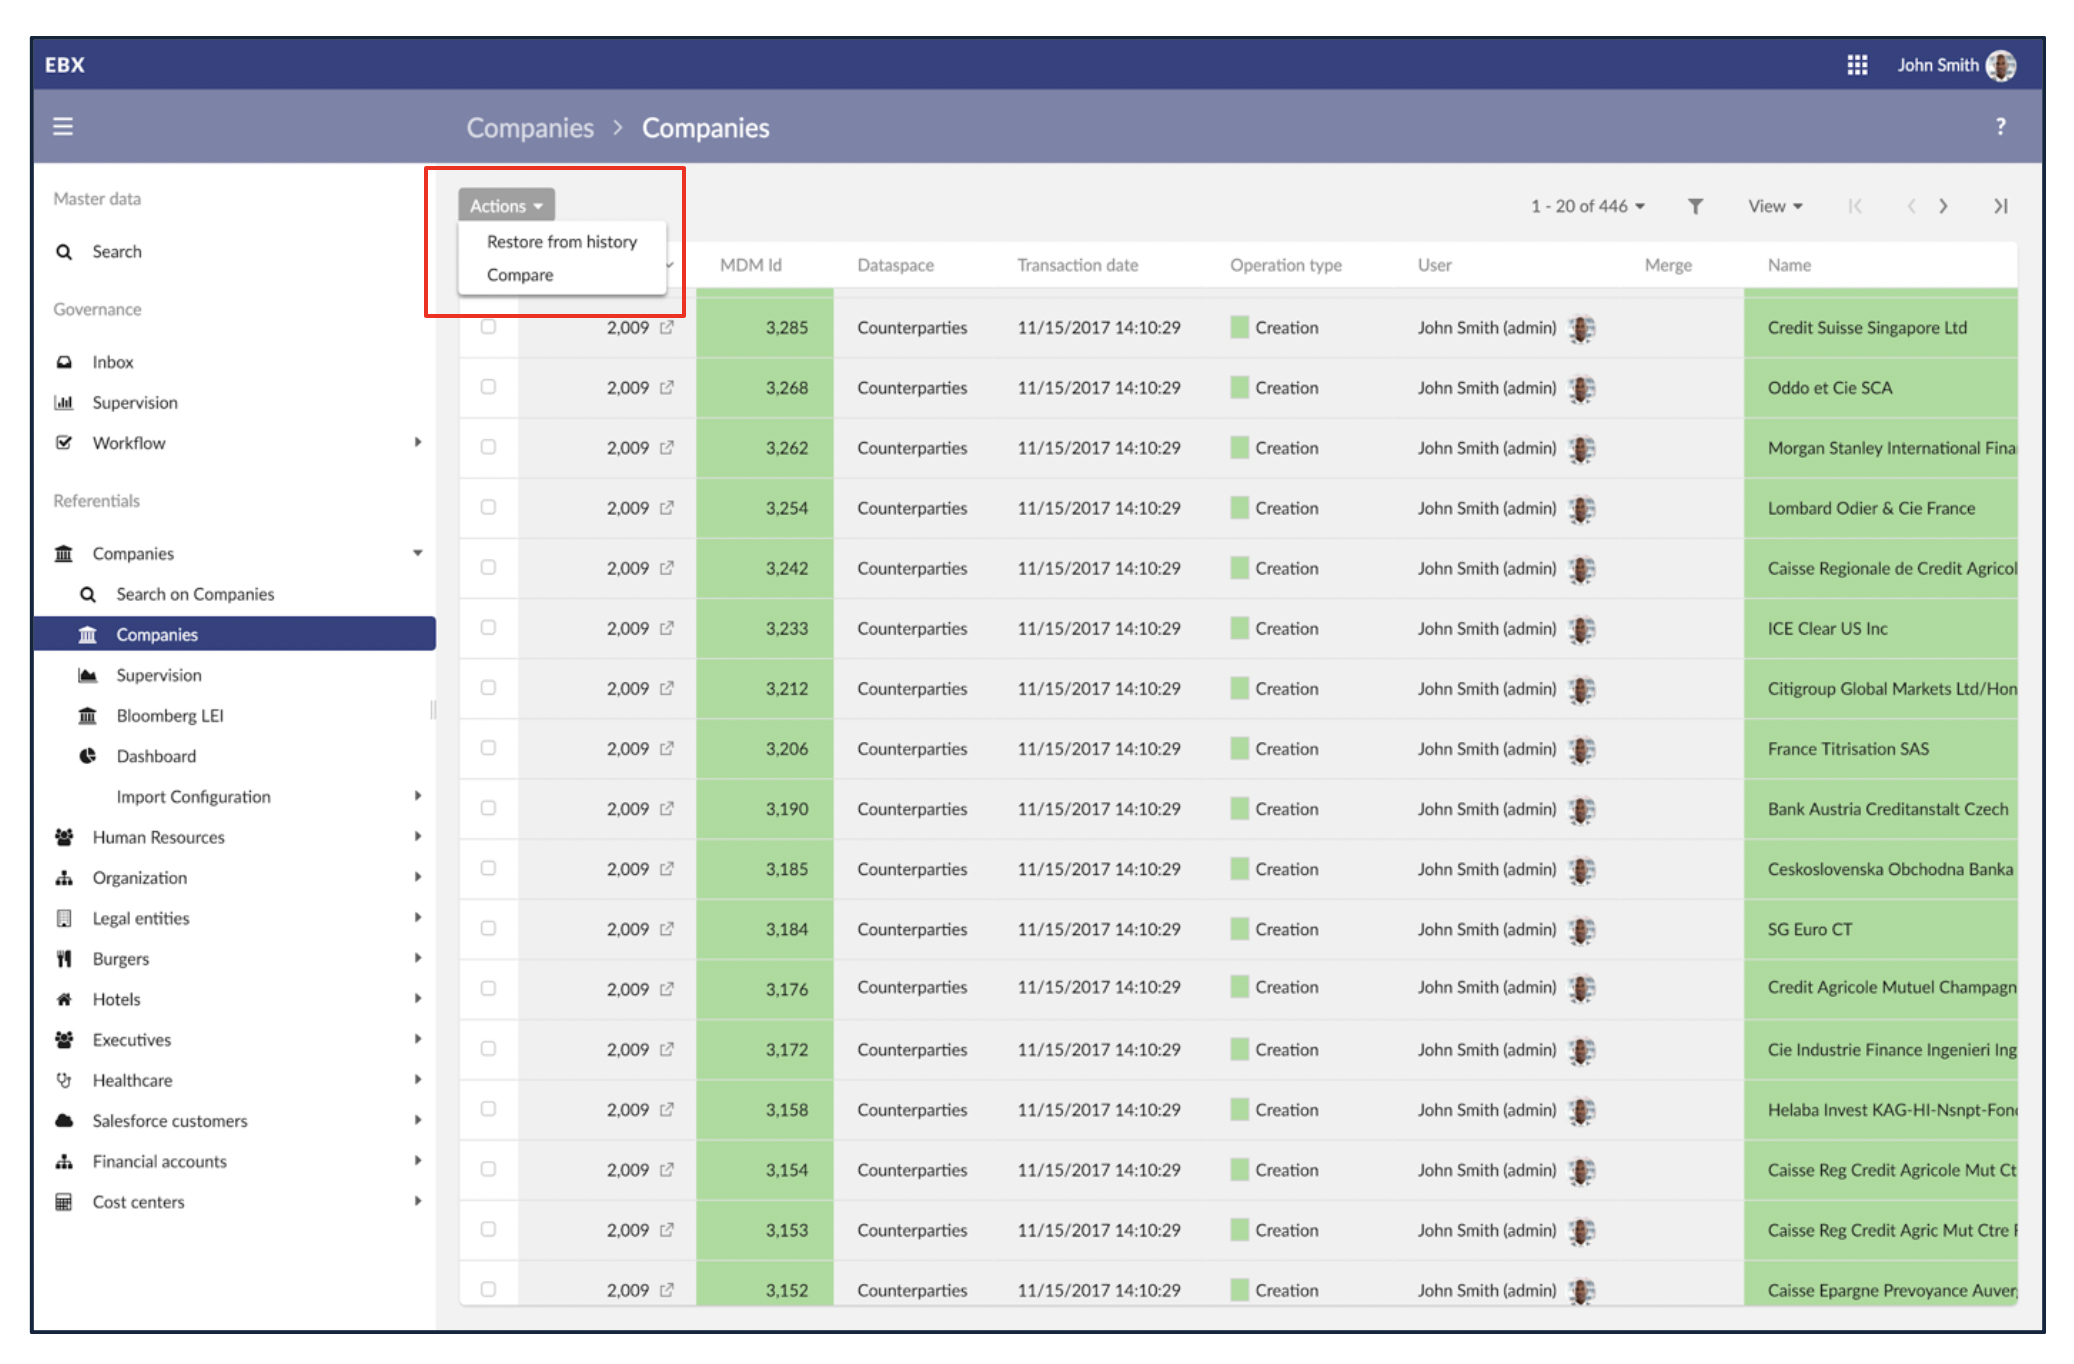 EBX
John Smith
Companies > Companies
?
Master data
Search
Governance
Inbox
Supervision
Workflow
Referentials
Companies
Search on Companies
Companies
Supervision
Bloomberg LEI
Dashboard
Import Configuration
Human Resources
Organization
Legal entities
Burgers
Hotels
Executives
Healthcare
Salesforce customers
Financial accounts
Cost centers
Actions
Restore from history
Compare
1 - 20 of 446
View
MDM Id Dataspace Transaction date Operation type User Merge Name
2,009 3,285 Counterparties 11/15/2017 14:10:29 Creation John Smith (admin) Credit Suisse Singapore Ltd
2,009 3,268 Counterparties 11/15/2017 14:10:29 Creation John Smith (admin) Oddo et Cie SCA
2,009 3,262 Counterparties 11/15/2017 14:10:29 Creation John Smith (admin) Morgan Stanley International Fina
2,009 3,254 Counterparties 11/15/2017 14:10:29 Creation John Smith (admin) Lombard Odier & Cie France
2,009 3,242 Counterparties 11/15/2017 14:10:29 Creation John Smith (admin) Caisse Regionale de Credit Agricol
2,009 3,233 Counterparties 11/15/2017 14:10:29 Creation John Smith (admin) ICE Clear US Inc
2,009 3,212 Counterparties 11/15/2017 14:10:29 Creation John Smith (admin) Citigroup Global Markets Ltd/Hon
2,009 3,206 Counterparties 11/15/2017 14:10:29 Creation John Smith (admin) France Titrisation SAS
2,009 3,190 Counterparties 11/15/2017 14:10:29 Creation John Smith (admin) Bank Austria Creditanstalt Czech
2,009 3,185 Counterparties 11/15/2017 14:10:29 Creation John Smith (admin) Ceskoslovenska Obchodna Banka
2,009 3,184 Counterparties 11/15/2017 14:10:29 Creation John Smith (admin) SG Euro CT
2,009 3,176 Counterparties 11/15/2017 14:10:29 Creation John Smith (admin) Credit Agricole Mutuel Champagn
2,009 3,172 Counterparties 11/15/2017 14:10:29 Creation John Smith (admin) Cie Industrie Finance Ingenieri Ing
2,009 3,158 Counterparties 11/15/2017 14:10:29 Creation John Smith (admin) Helaba Invest KAG-HI-Nsnpt-Fon
2,009 3,154 Counterparties 11/15/2017 14:10:29 Creation John Smith (admin) Caisse Reg Credit Agricole Mut Ct
2,009 3,153 Counterparties 11/15/2017 14:10:29 Creation John Smith (admin) Caisse Reg Credit Agric Mut Ctre
2,009 3,152 Counterparties 11/15/2017 14:10:29 Creation John Smith (admin) Caisse Epargne Prevoyance Auver